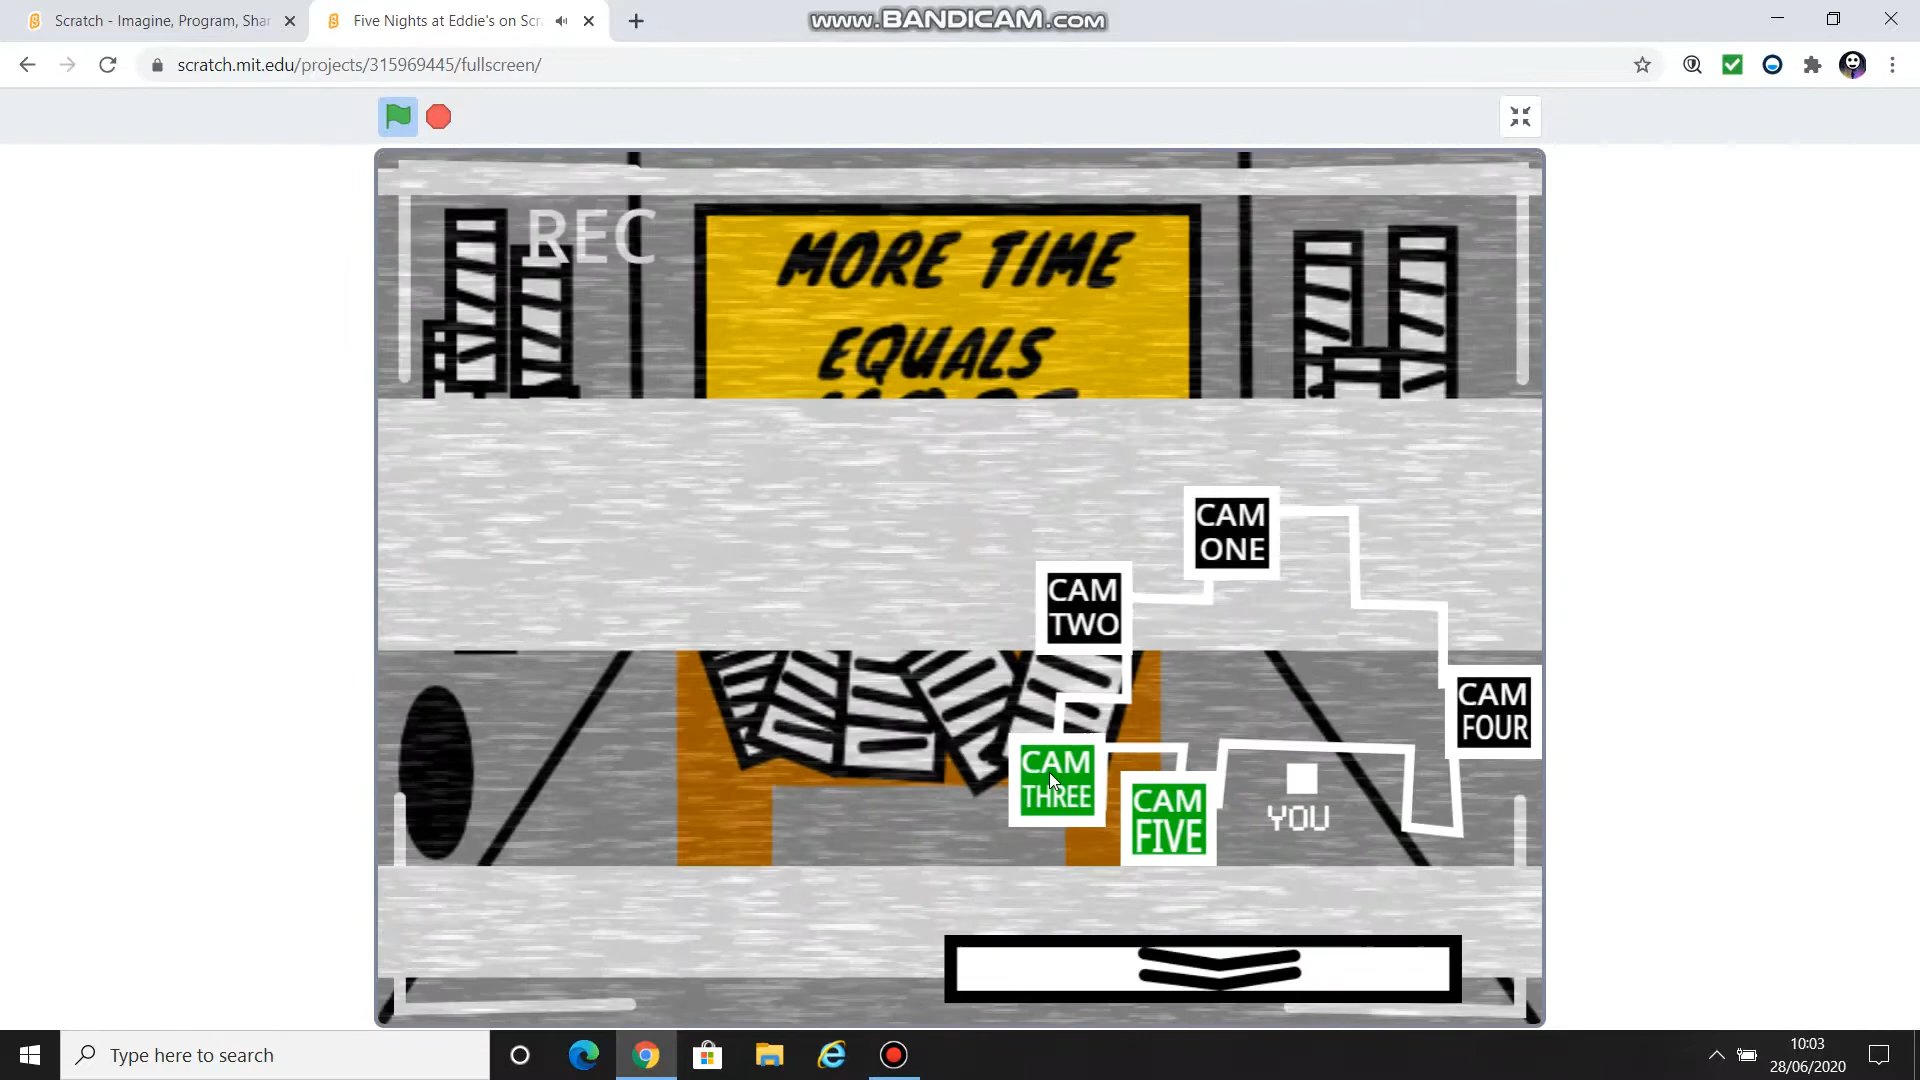 Scratch - Imagine, Program, Shar
Five Nights at Eddie's on Scr
www.BANDICAM.com
scratch.mit.edu/projects/315969445/fullscreen/
REC
MORE TIME
EQUALS
CAM
ONE
CAM
TWO
CAM
FOUR
CAM
THREE
CAM
FIVE
YOU
Type here to search
10:03
28/06/2020